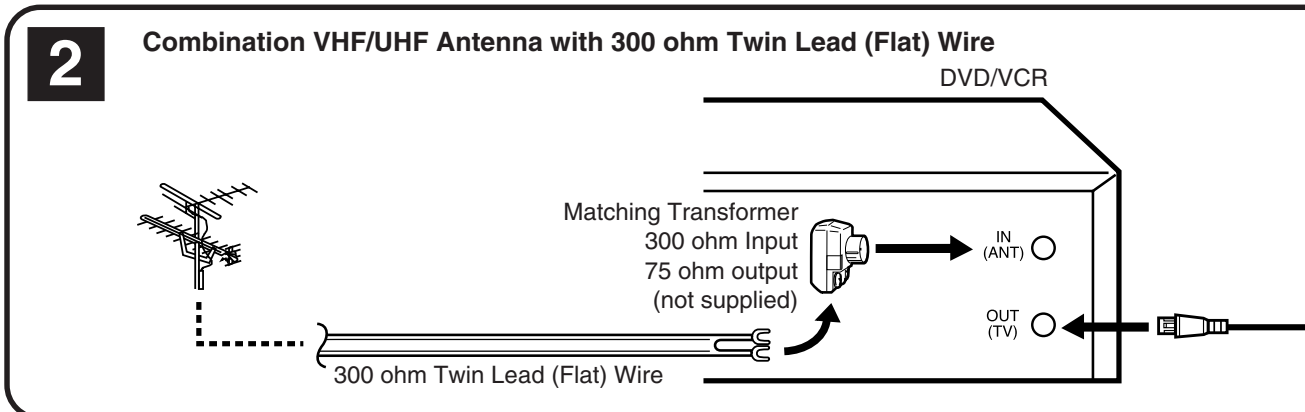 2
Combination VHF/UHF Antenna with 300 ohm Twin Lead (Flat) Wire
DVD/VCR
Matching Transformer
300 ohm Input
75 ohm output
(not supplied)
IN
(ANT)
OUT
(TV)
300 ohm Twin Lead (Flat) Wire